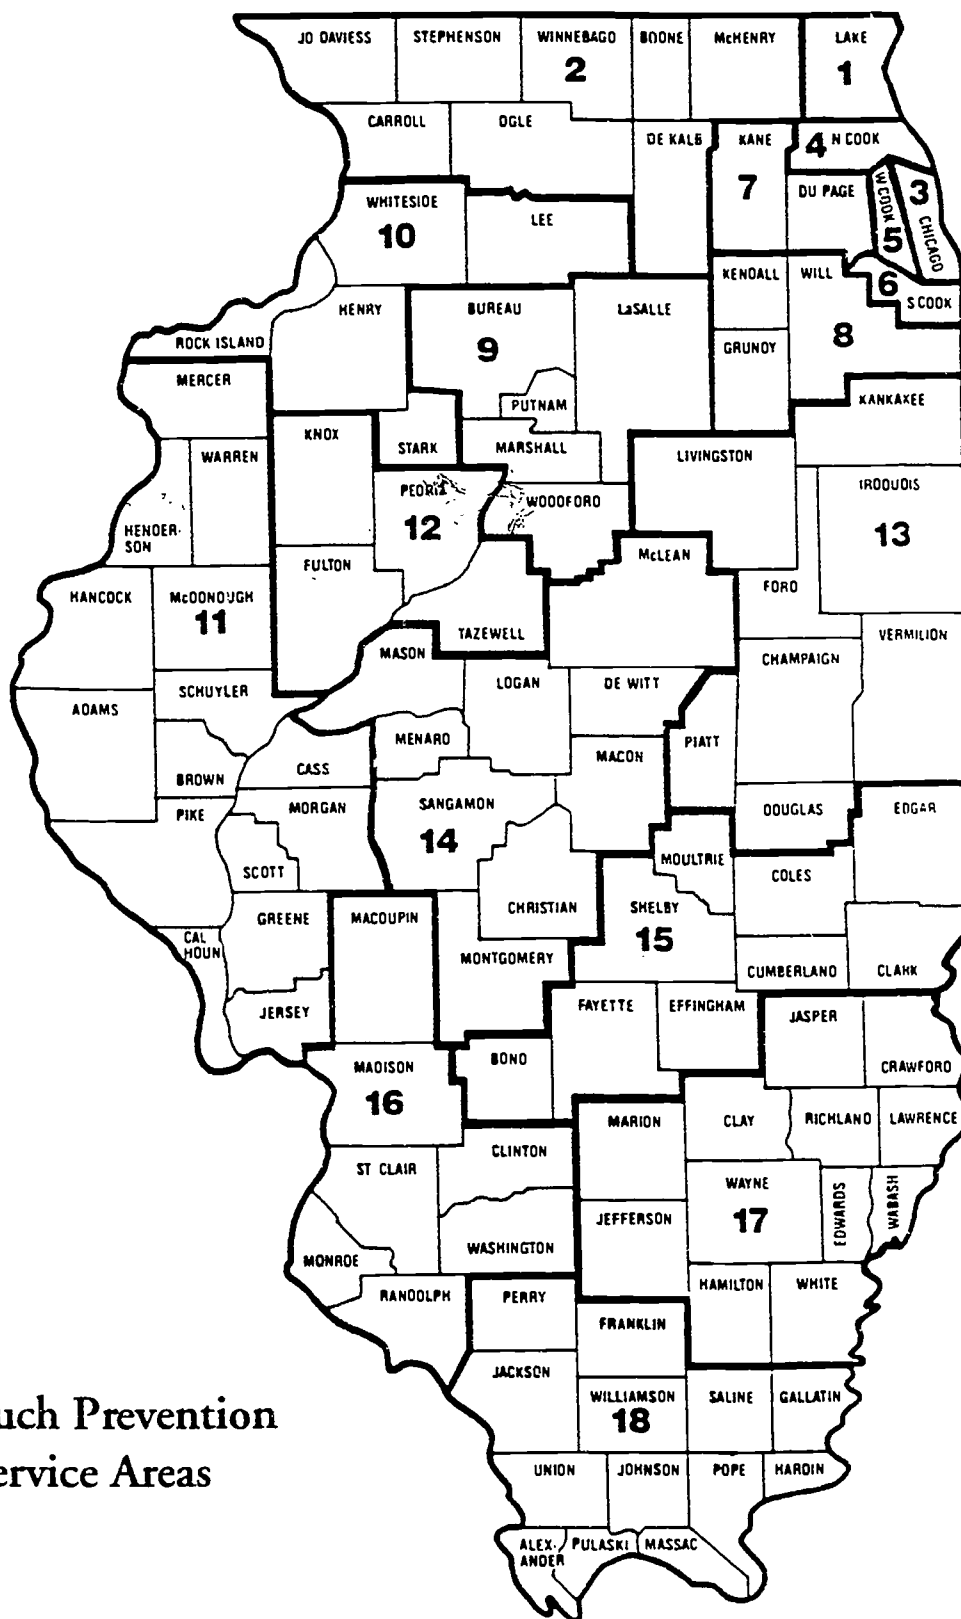 JO DAVIESS
STEPHENSON
WINNEBAGO
BOONE
McHENRY
LAKE
2
1
CARROLL
OGLE
DE KALB
KANE
4 N COOK
7
DU PAGE
W COOK
5
3
CHICAGO
WHITESIDE
10
LEE
KENDALL
WILL
6
S COOK
HENRY
BUREAU
LaSALLE
9
GRUNDY
8
ROCK ISLAND
MERCER
PUTNAM
KANKAKEE
KNOX
STARK
MARSHALL
WARREN
LIVINGSTON
PEORIA
12
WOODFORD
IROQUOIS
13
HENDER-
SON
FULTON
McLEAN
FORD
HANCOCK
McDONOUGH
11
TAZEWELL
VERMILION
MASON
CHAMPAIGN
LOGAN
DE WITT
SCHUYLER
ADAMS
MENARD
MACON
PIATT
BROWN
CASS
PIKE
MORGAN
SANGAMON
14
DOUGLAS
EDGAR
SCOTT
MOULTRIE
COLES
GREENE
MACOUPIN
CHRISTIAN
SHELBY
15
CAL
HOUN
MONTGOMERY
CUMBERLAND
CLARK
JERSEY
FAYETTE
EFFINGHAM
JASPER
MADISON
16
BOND
CRAWFORD
MARION
CLAY
RICHLAND
LAWRENCE
ST CLAIR
CLINTON
WAYNE
17
EDWARDS
WABASH
JEFFERSON
MONROE
WASHINGTON
RANDOLPH
PERRY
HAMILTON
WHITE
FRANKLIN
JACKSON
WILLIAMSON
18
SALINE
GALLATIN
uch Prevention
ervice Areas
UNION
JOHNSON
POPE
HARDIN
ALEX-
ANDER
PULASKI
MASSAC